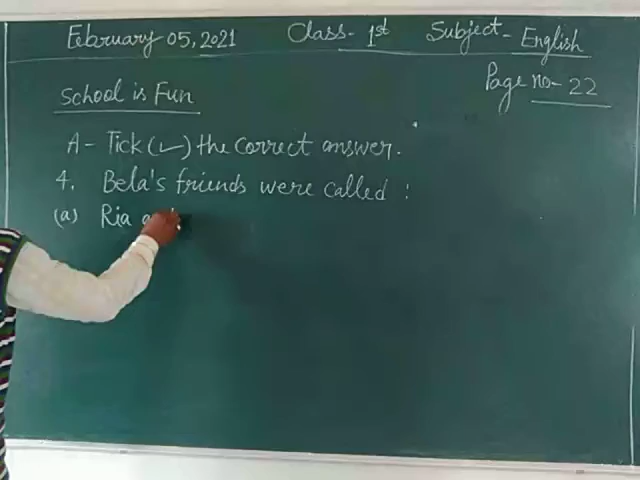 February 05, 2021 Class- 1st Subject- English
Page no- 22
School is Fun
A- Tick (✓) the correct answer.
4. Bela's friends were called :
(a) Ria